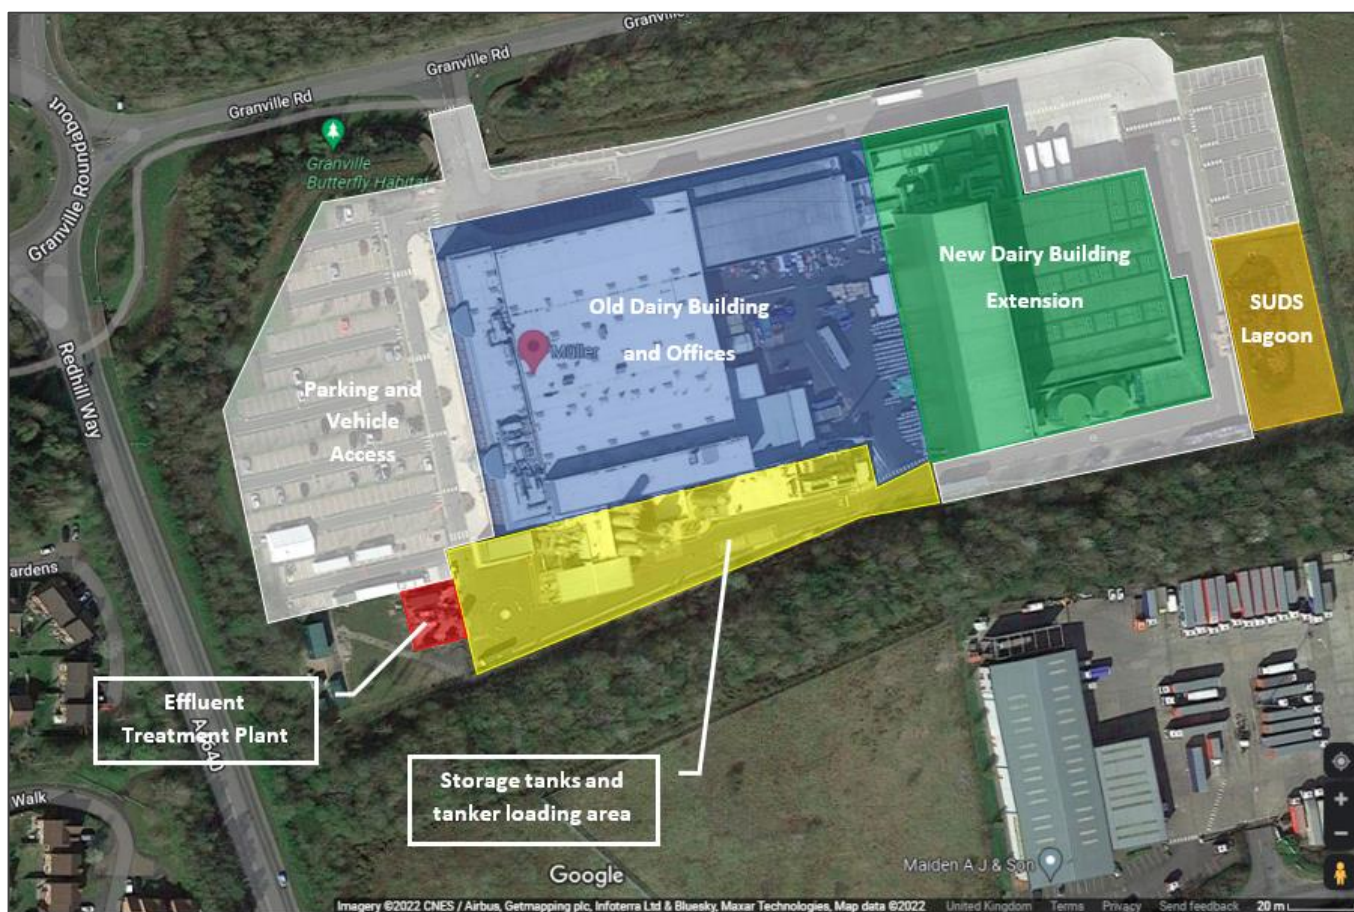 Granville Rd
Granville Rd
Granville
Granville Roundabout
Granville
Butterfly Habitat
New Dairy Building
Extension
SUDS
Lagoon
Old Dairy Building
and Offices
Müller
Redhill Way
Parking and
Vehicle
Access
ardens
Effluent
Treatment Plant
Storage tanks and
tanker loading area
Walk
Google
Maiden A J & Son
Imagery ©2022 CNES / Airbus, Getmapping plc, Infoterra Ltd & Bluesky, Maxar Technologies, Map data ©2022 United Kingdom Terms Privacy Send feedback 20 m